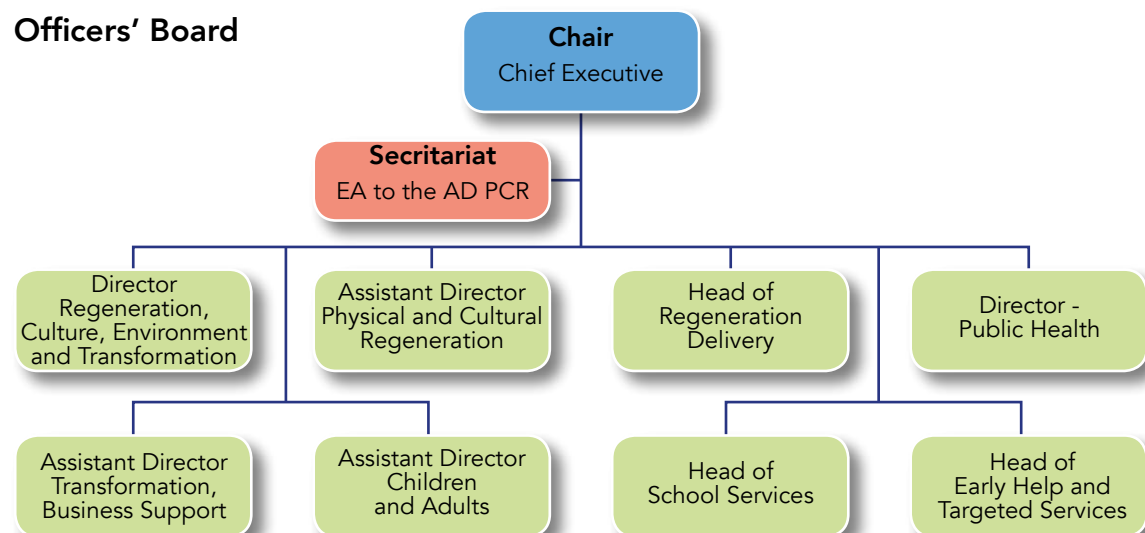 Officers’ Board
Chair
Chief Executive
Secritariat
EA to the AD PCR
Director
Regeneration,
Culture, Environment
and Transformation
Assistant Director
Physical and Cultural
Regeneration
Head of
Regeneration
Delivery
Director -
Public Health
Assistant Director
Transformation,
Business Support
Assistant Director
Children
and Adults
Head of
School Services
Head of
Early Help and
Targeted Services